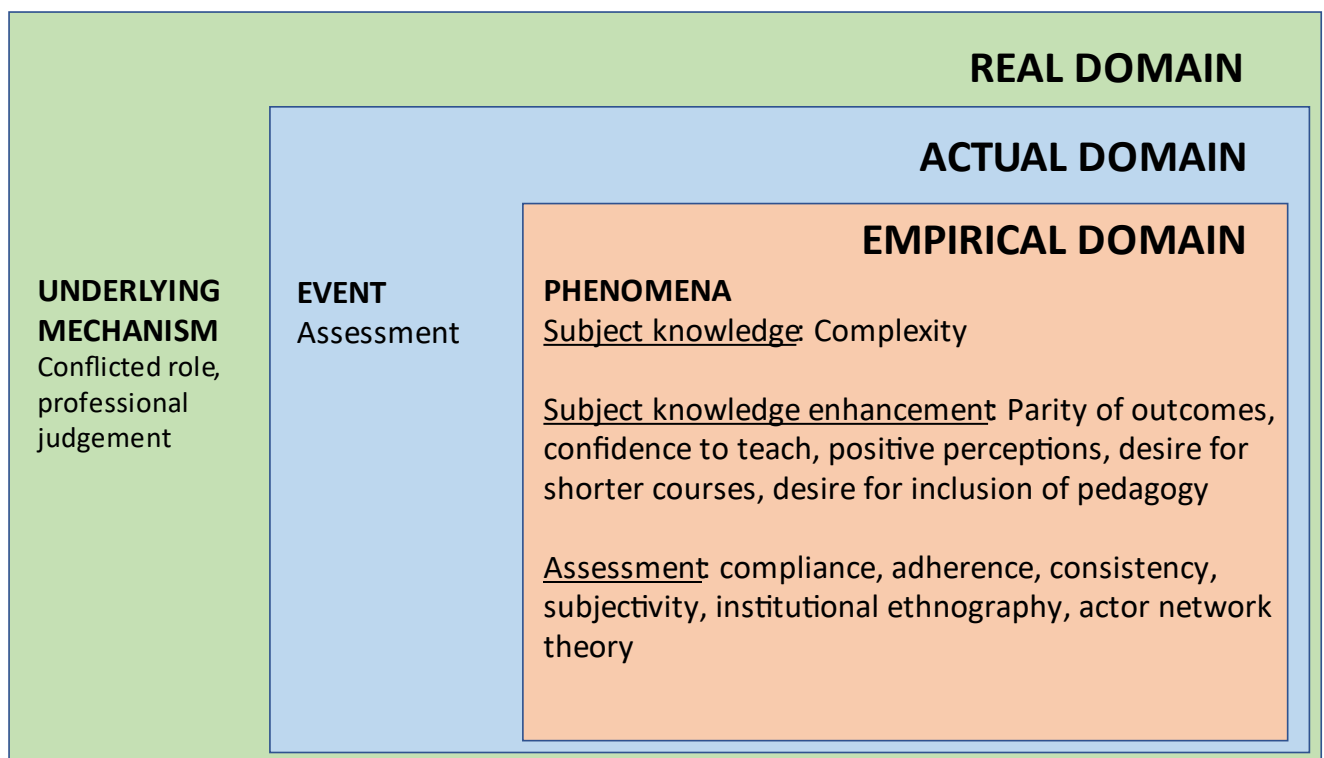 REAL DOMAIN
ACTUAL DOMAIN
EMPIRICAL DOMAIN
UNDERLYING
MECHANISM
Conflicted role,
professional
judgement
EVENT
Assessment
PHENOMENA
Subject knowledge: Complexity
Subject knowledge enhancement: Parity of outcomes,
confidence to teach, positive perceptions, desire for
shorter courses, desire for inclusion of pedagogy
Assessment: compliance, adherence, consistency,
subjectivity, institutional ethnography, actor network
theory